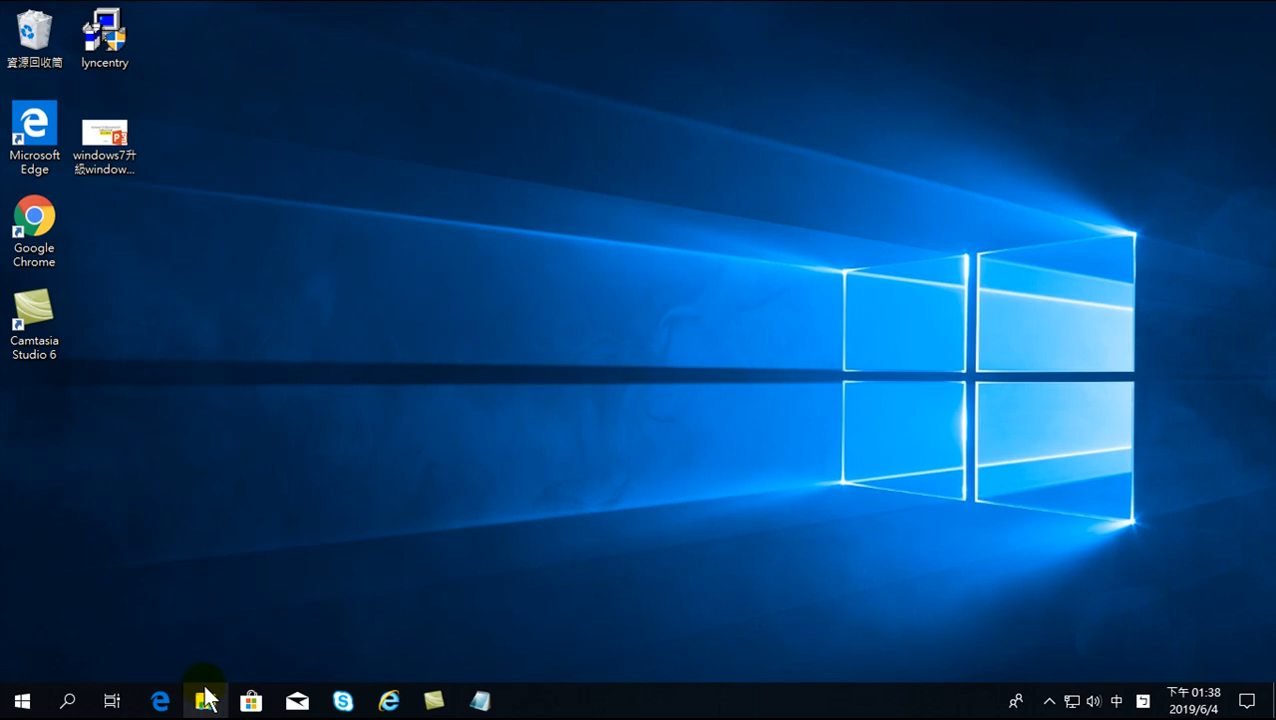 資源回收筒
lyncentry
Microsoft
Edge
windows7升
級window...
Google
Chrome
Camtasia
Studio 6
中
ㄅ
下午 01:38
2019/6/4